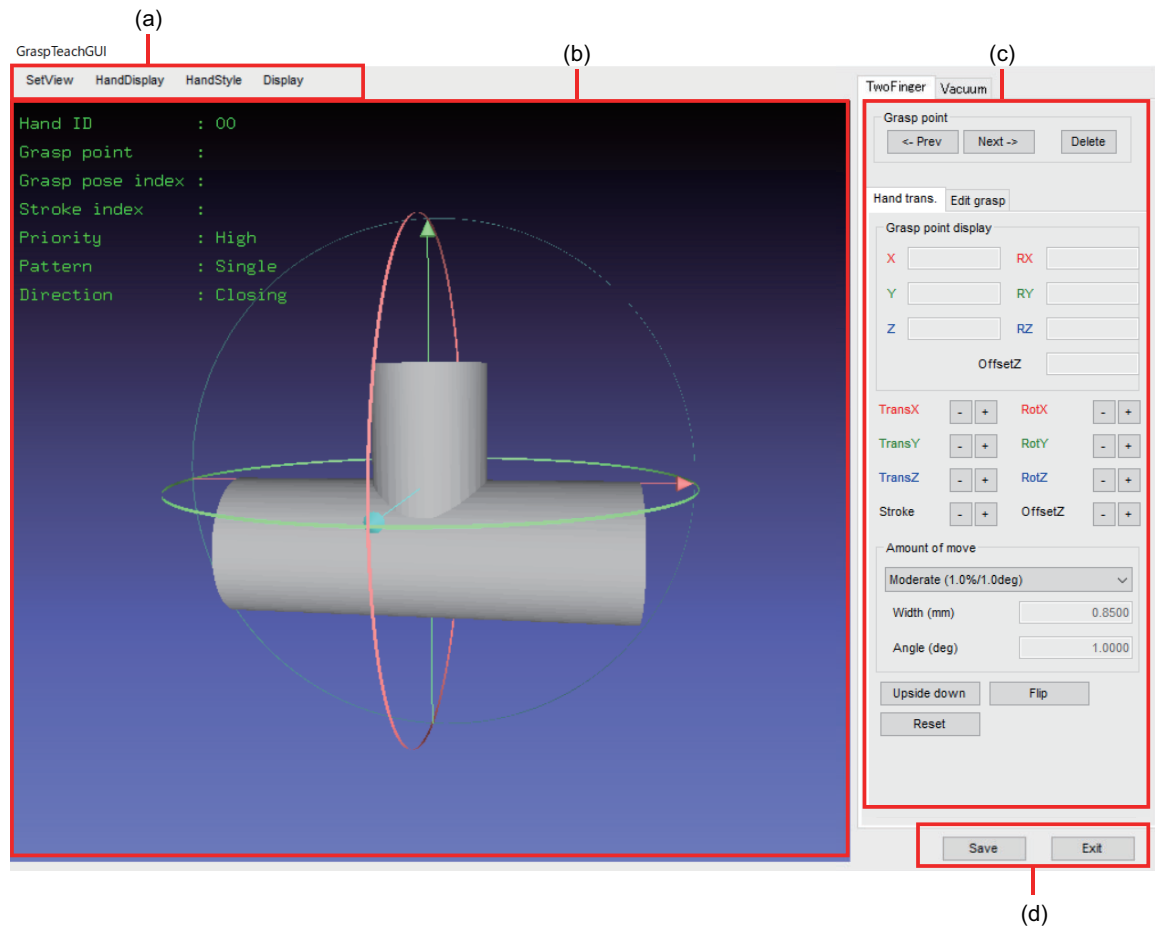 (a)
GraspTeachGUI
(b)
(c)
SetView HandDisplay HandStyle Display
TwoFinger Vacuum
Hand ID : 00
Grasp point :
Grasp pose index :
Stroke index :
Priority : High
Pattern : Single
Direction : Closing
Grasp point
<- Prev Next -> Delete
Hand trans. Edit grasp
Grasp point display
X RX
Y RY
Z RZ
OffsetZ
TransX - + RotX - +
TransY - + RotY - +
TransZ - + RotZ - +
Stroke - + OffsetZ - +
Amount of move
Moderate (1.0%/1.0deg)
Width (mm) 0.8500
Angle (deg) 1.0000
Upside down Flip
Reset
Save Exit
(d)